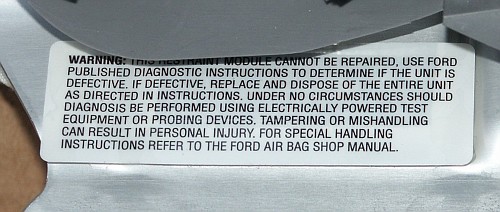 WARNING: THIS RESTRAINT MODULE CANNOT BE REPAIRED, USE FORD
PUBLISHED DIAGNOSTIC INSTRUCTIONS TO DETERMINE IF THE UNIT IS
DEFECTIVE. IF DEFECTIVE, REPLACE AND DISPOSE OF THE ENTIRE UNIT
AS DIRECTED IN INSTRUCTIONS. UNDER NO CIRCUMSTANCES SHOULD
DIAGNOSIS BE PERFORMED USING ELECTRICALLY POWERED TEST
EQUIPMENT OR PROBING DEVICES. TAMPERING OR MISHANDLING
CAN RESULT IN PERSONAL INJURY. FOR SPECIAL HANDLING
INSTRUCTIONS REFER TO THE FORD AIR BAG SHOP MANUAL.